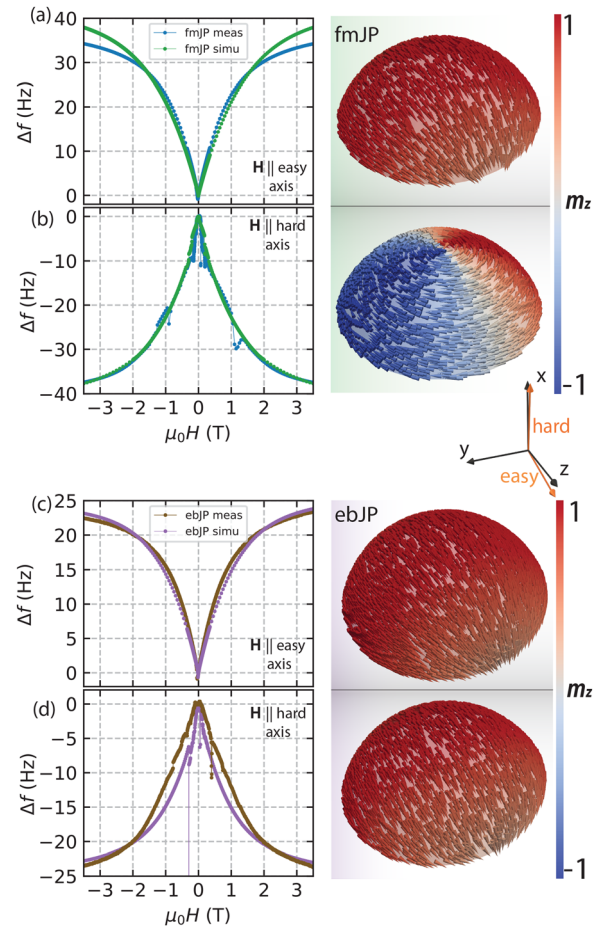 (a)
40
30
20
10
0
Δf (Hz)
fmJP meas
fmJP simu
H || easy
axis
fmJP
1
mz
-1
(b)
0
−10
−20
−30
−40
Δf (Hz)
H || hard
axis
−3 −2 −1 0 1 2 3
μ0H (T)
x
hard
y
z
easy
(c)
25
20
15
10
5
0
Δf (Hz)
ebJP meas
ebJP simu
H || easy
axis
ebJP
1
mz
-1
(d)
0
−5
−10
−15
−20
−25
Δf (Hz)
H || hard
axis
−3 −2 −1 0 1 2 3
μ0H (T)